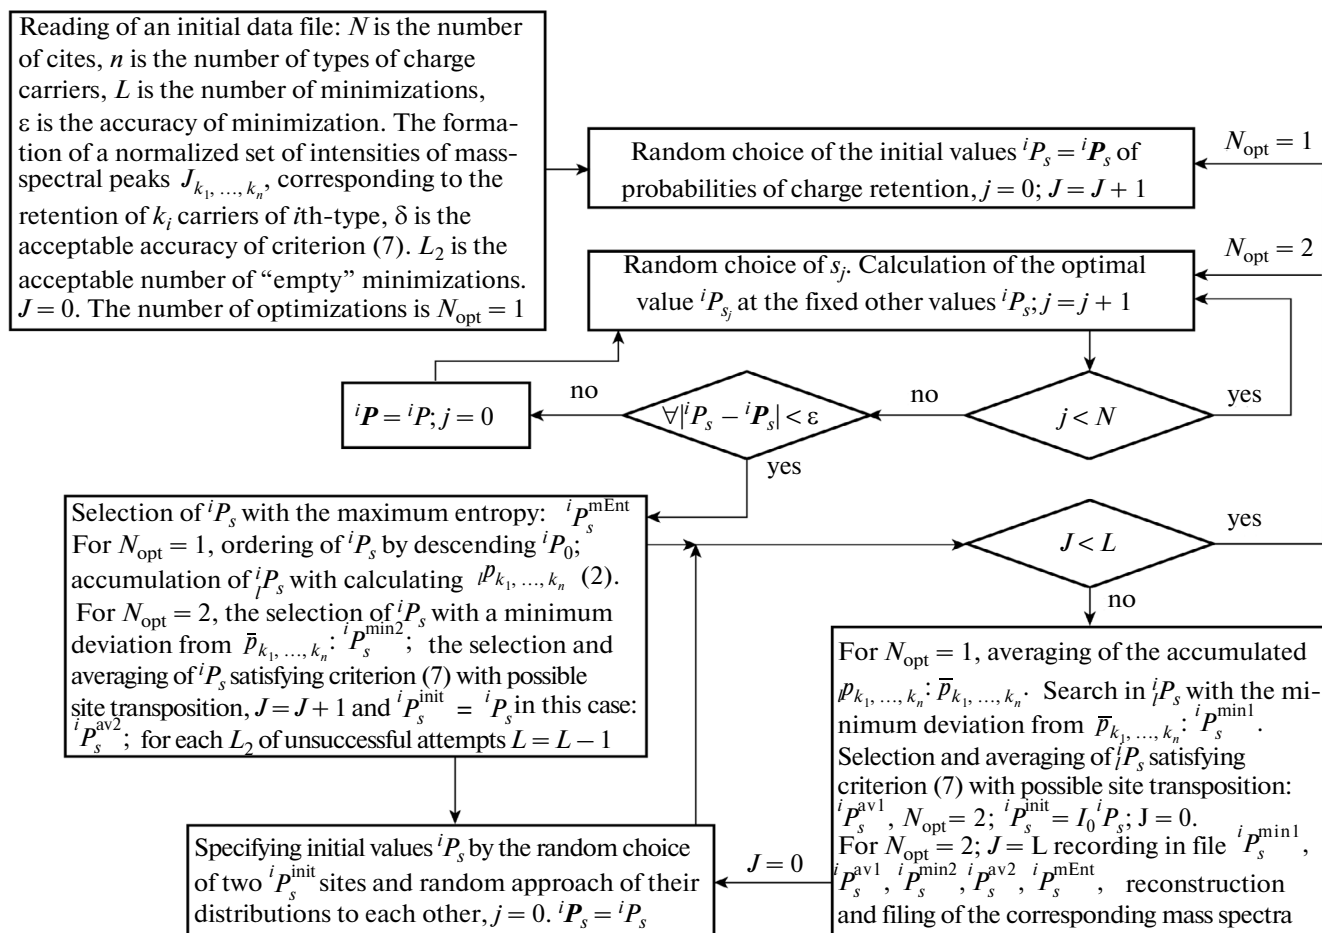 Reading of an initial data file: N is the number
of cites, n is the number of types of charge
carriers, L is the number of minimizations,
ε is the accuracy of minimization. The forma-
tion of a normalized set of intensities of mass-
spectral peaks J_{k_1, ..., k_n}, corresponding to the
retention of k_i carriers of ith-type, δ is the
acceptable accuracy of criterion (7). L_2 is the
acceptable number of “empty” minimizations.
J = 0. The number of optimizations is N_opt = 1
Random choice of the initial values ^iP_s = ^i𝑷_s of
probabilities of charge retention, j = 0; J = J + 1
N_opt = 1
Random choice of s_j. Calculation of the optimal
value ^iP_{s_j} at the fixed other values ^iP_s; j = j + 1
N_opt = 2
^i𝑷 = ^iP; j = 0
no
∀|^iP_s − ^i𝑷_s| < ε
yes
no
j < N
yes
Selection of ^iP_s with the maximum entropy: ^iP_s^mEnt
For N_opt = 1, ordering of ^iP_s by descending ^iP_0;
accumulation of ^i_lP_s with calculating _lp_{k_1, ..., k_n} (2).
For N_opt = 2, the selection of ^iP_s with a minimum
deviation from p̄_{k_1, ..., k_n}: ^iP_s^min2; the selection and
averaging of ^iP_s satisfying criterion (7) with possible
site transposition, J = J + 1 and ^iP_s^init = ^iP_s in this case:
^iP_s^av2; for each L_2 of unsuccessful attempts L = L − 1
J < L
yes
no
For N_opt = 1, averaging of the accumulated
_lp_{k_1, ..., k_n}: p̄_{k_1, ..., k_n}. Search in ^i_lP_s with the mi-
nimum deviation from p̄_{k_1, ..., k_n}: ^iP_s^min1.
Selection and averaging of ^i_lP_s satisfying
criterion (7) with possible site transposition:
^iP_s^av1, N_opt = 2; ^iP_s^init = I_0 ^iP_s; J = 0.
For N_opt = 2; J = L recording in file ^iP_s^min1,
^iP_s^av1, ^iP_s^min2, ^iP_s^av2, ^iP_s^mEnt, reconstruction
and filing of the corresponding mass spectra
J = 0
Specifying initial values ^iP_s by the random choice
of two ^iP_s^init sites and random approach of their
distributions to each other, j = 0. ^i𝑷_s = ^iP_s